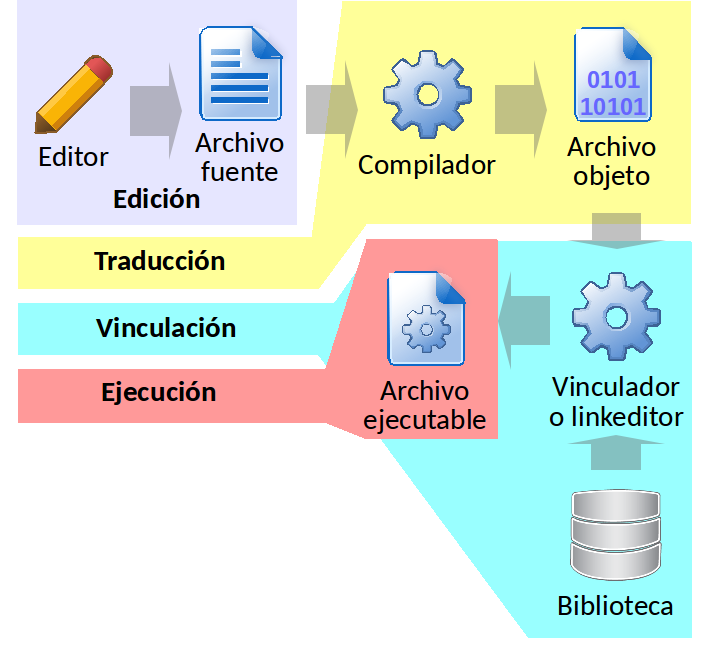 Editor
Archivo
fuente
Edición
Compilador
0101
10101
Archivo
objeto
Traducción
Vinculación
Ejecución
Archivo
ejecutable
Vinculador
o linkeditor
Biblioteca